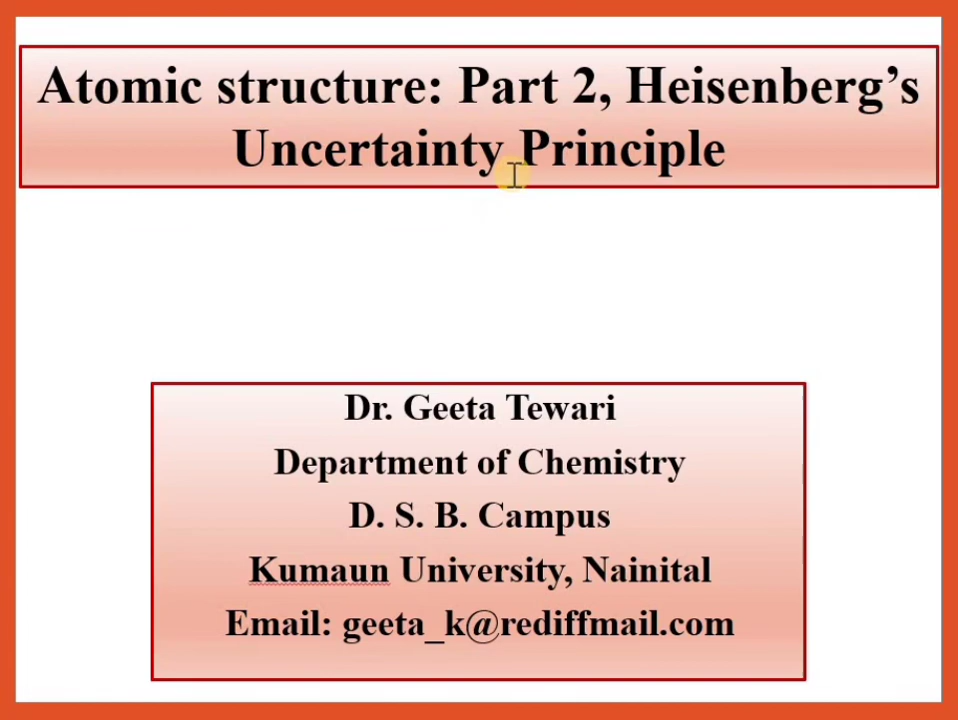 Atomic structure: Part 2, Heisenberg’s
Uncertainty Principle
Dr. Geeta Tewari
Department of Chemistry
D. S. B. Campus
Kumaun University, Nainital
Email: geeta_k@rediffmail.com